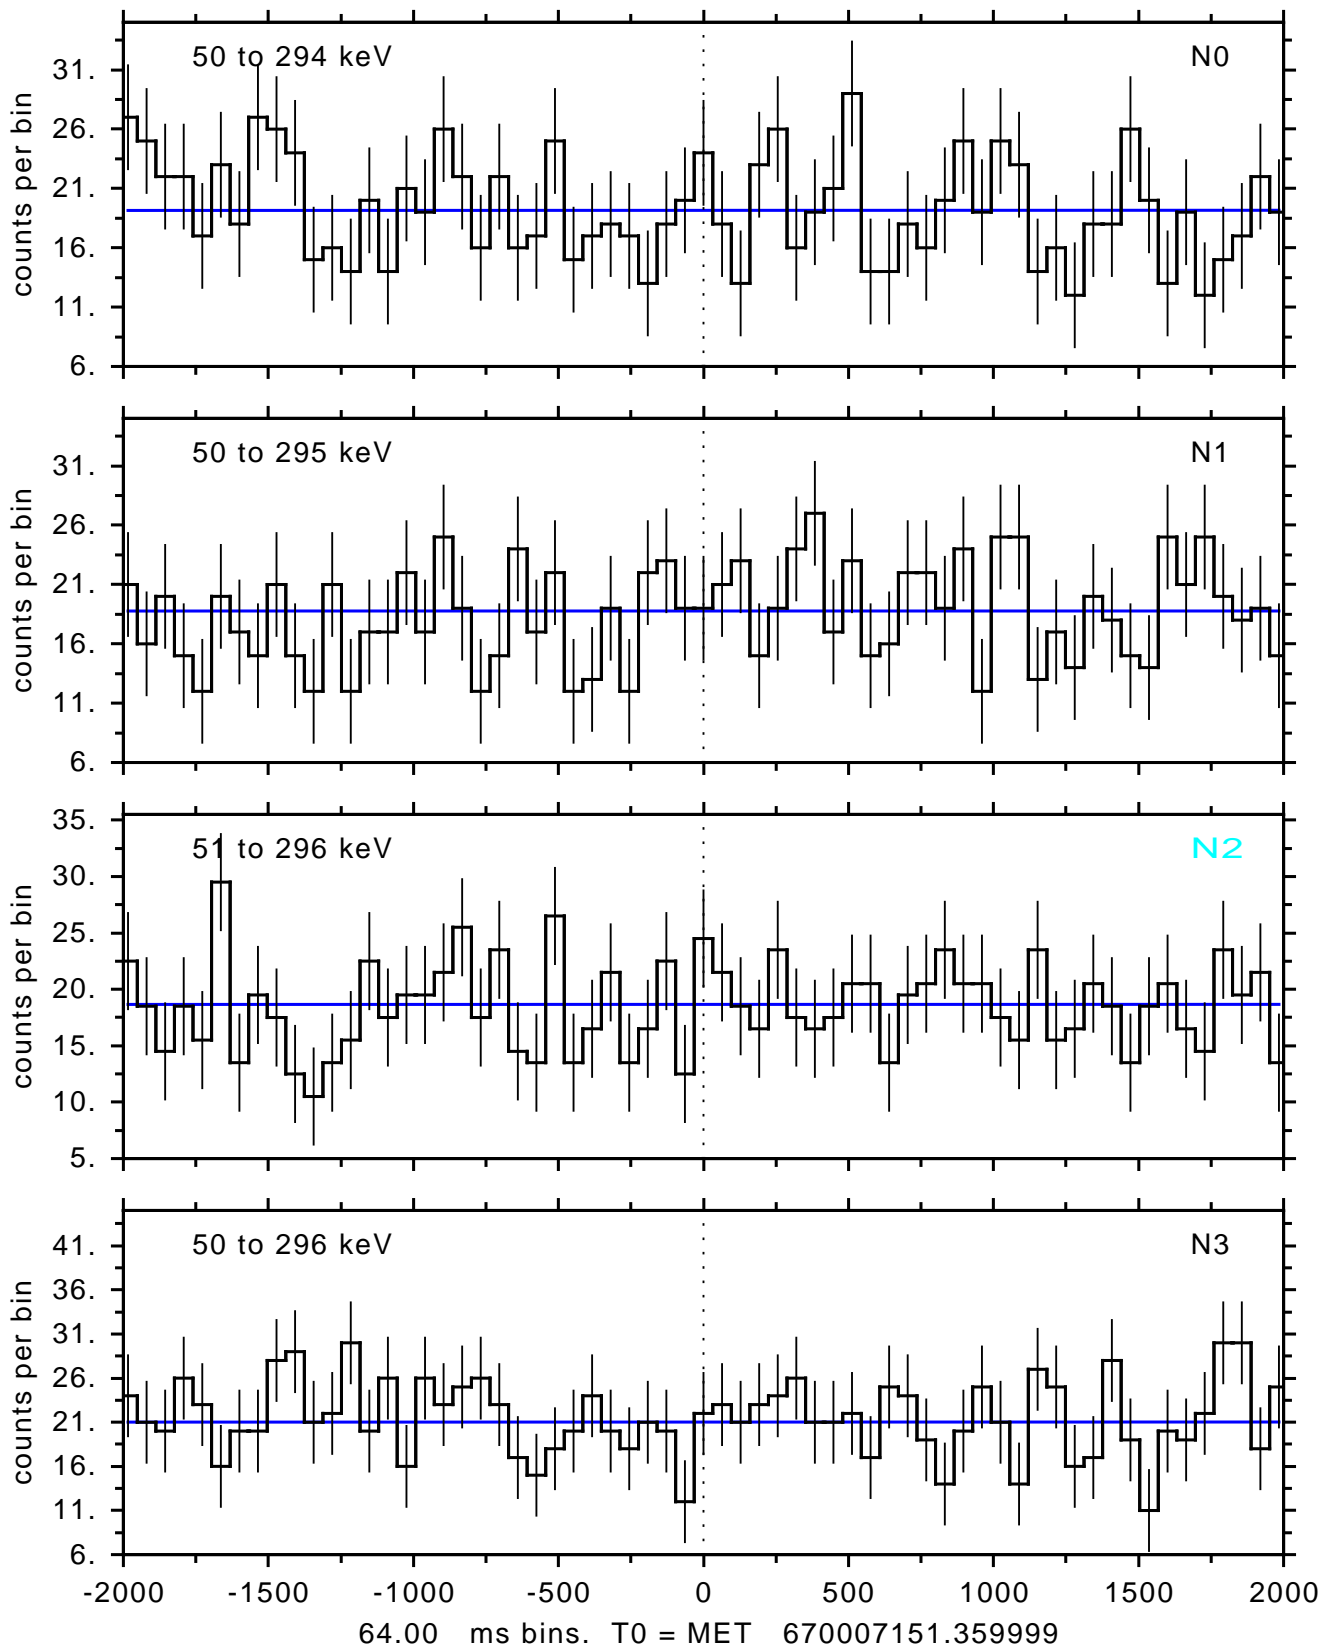 50 to 294 keV N0
counts per bin
31.
26.
21.
16.
11.
6.
50 to 295 keV N1
counts per bin
31.
26.
21.
16.
11.
6.
51 to 296 keV N2
counts per bin
35.
30.
25.
20.
15.
10.
5.
50 to 296 keV N3
counts per bin
41.
36.
31.
26.
21.
16.
11.
6.
-2000 -1500 -1000 -500 0 500 1000 1500 2000
64.00 ms bins. T0 = MET 670007151.359999